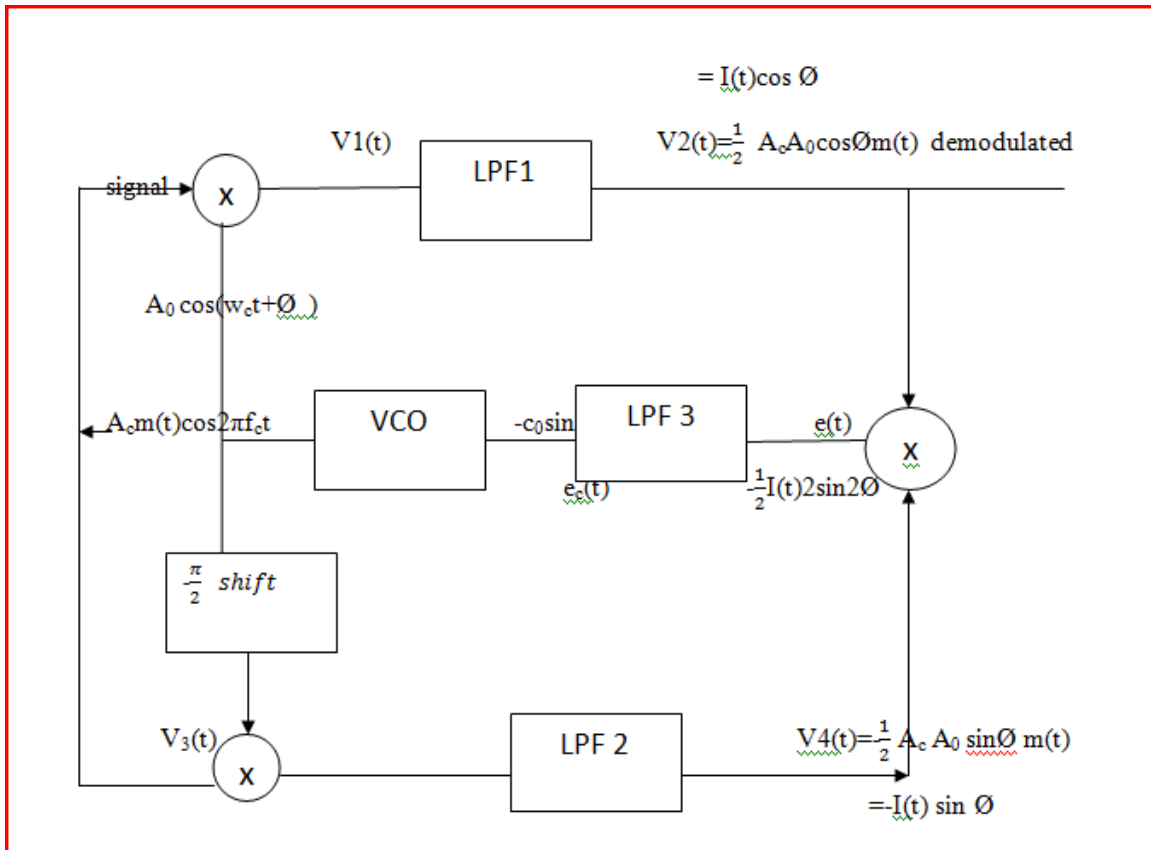 = I(t)cos Ø
V1(t)
V2(t)=1/2 AcA0cosØm(t) demodulated
LPF1
signal
X
A0 cos(wct+Ø )
Acm(t)cos2πfct
VCO
-c0sin
LPF 3
e(t)
X
ec(t)
-1/2I(t)2sin2Ø
-π/2 shift
V3(t)
X
LPF 2
V4(t)=-1/2 Ac A0 sinØ m(t)
=-I(t) sin Ø